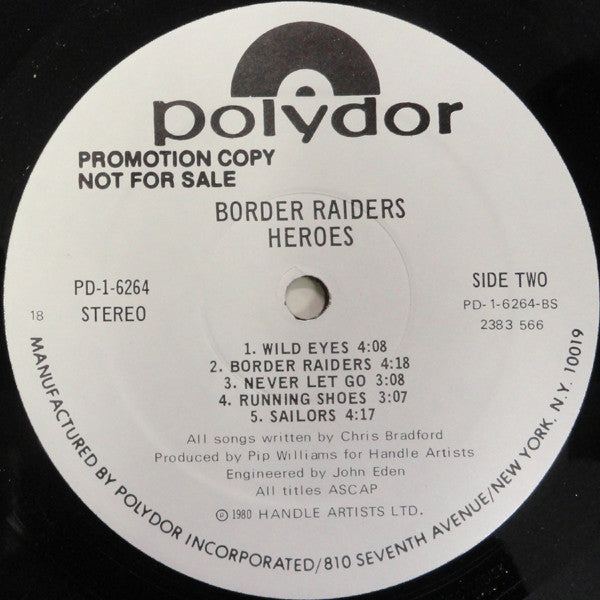 polydor
PROMOTION COPY
NOT FOR SALE
BORDER RAIDERS
HEROES
PD-1-6264
18 STEREO
SIDE TWO
PD-1-6264-BS
2383 566
1. WILD EYES 4:08
2. BORDER RAIDERS 4:18
3. NEVER LET GO 3:08
4. RUNNING SHOES 3:07
5. SAILORS 4:17
All songs written by Chris Bradford
Produced by Pip Williams for Handle Artists
Engineered by John Eden
All titles ASCAP
℗ 1980 HANDLE ARTISTS LTD.
MANUFACTURED BY POLYDOR INCORPORATED/810 SEVENTH AVENUE/NEW YORK, N.Y. 10019